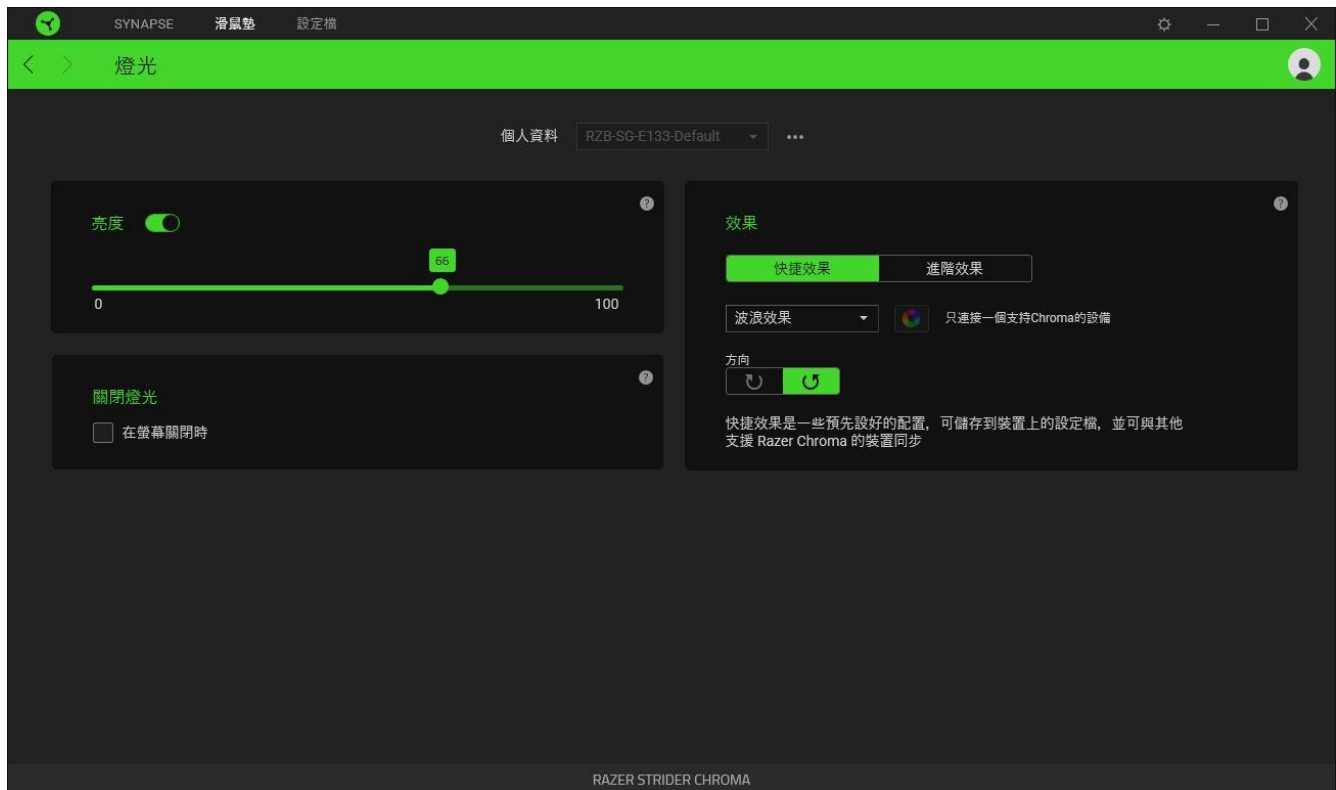 SYNAPSE 滑鼠墊 設定檔
燈光
個人資料 RZB-SG-E133-Default
亮度
66
0 100
關閉燈光
在螢幕關閉時
效果
快捷效果 進階效果
波浪效果 只連接一個支持Chroma的設備
方向
快捷效果是一些預先設好的配置，可儲存到裝置上的設定檔，並可與其他
支援 Razer Chroma 的裝置同步
RAZER STRIDER CHROMA